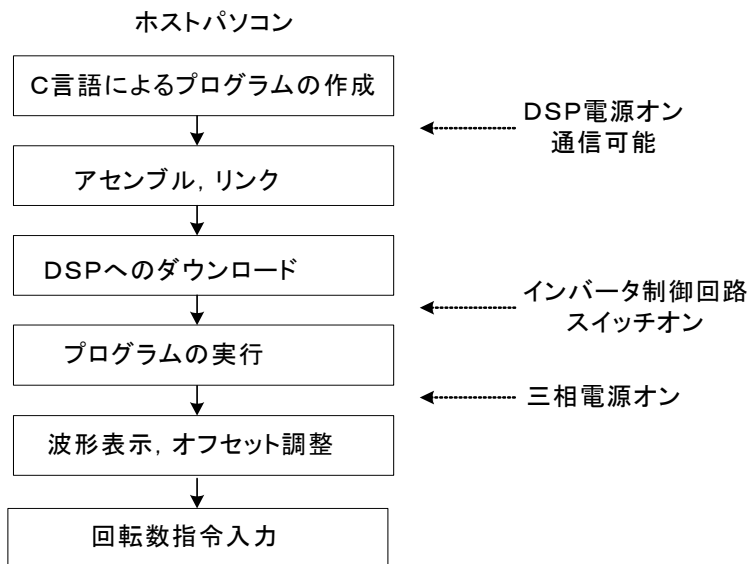 ホストパソコン
C言語によるプログラムの作成
DSP電源オン
通信可能
アセンブル, リンク
DSPへのダウンロード
インバータ制御回路
スイッチオン
プログラムの実行
三相電源オン
波形表示, オフセット調整
回転数指令入力